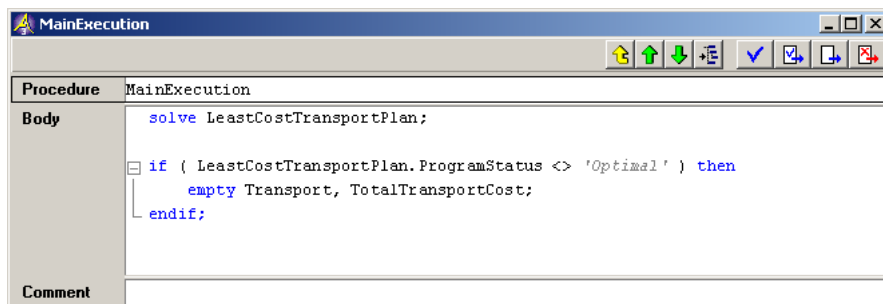 MainExecution
Procedure MainExecution
Body solve LeastCostTransportPlan;
if ( LeastCostTransportPlan.ProgramStatus <> 'Optimal' ) then
empty Transport, TotalTransportCost;
endif;
Comment